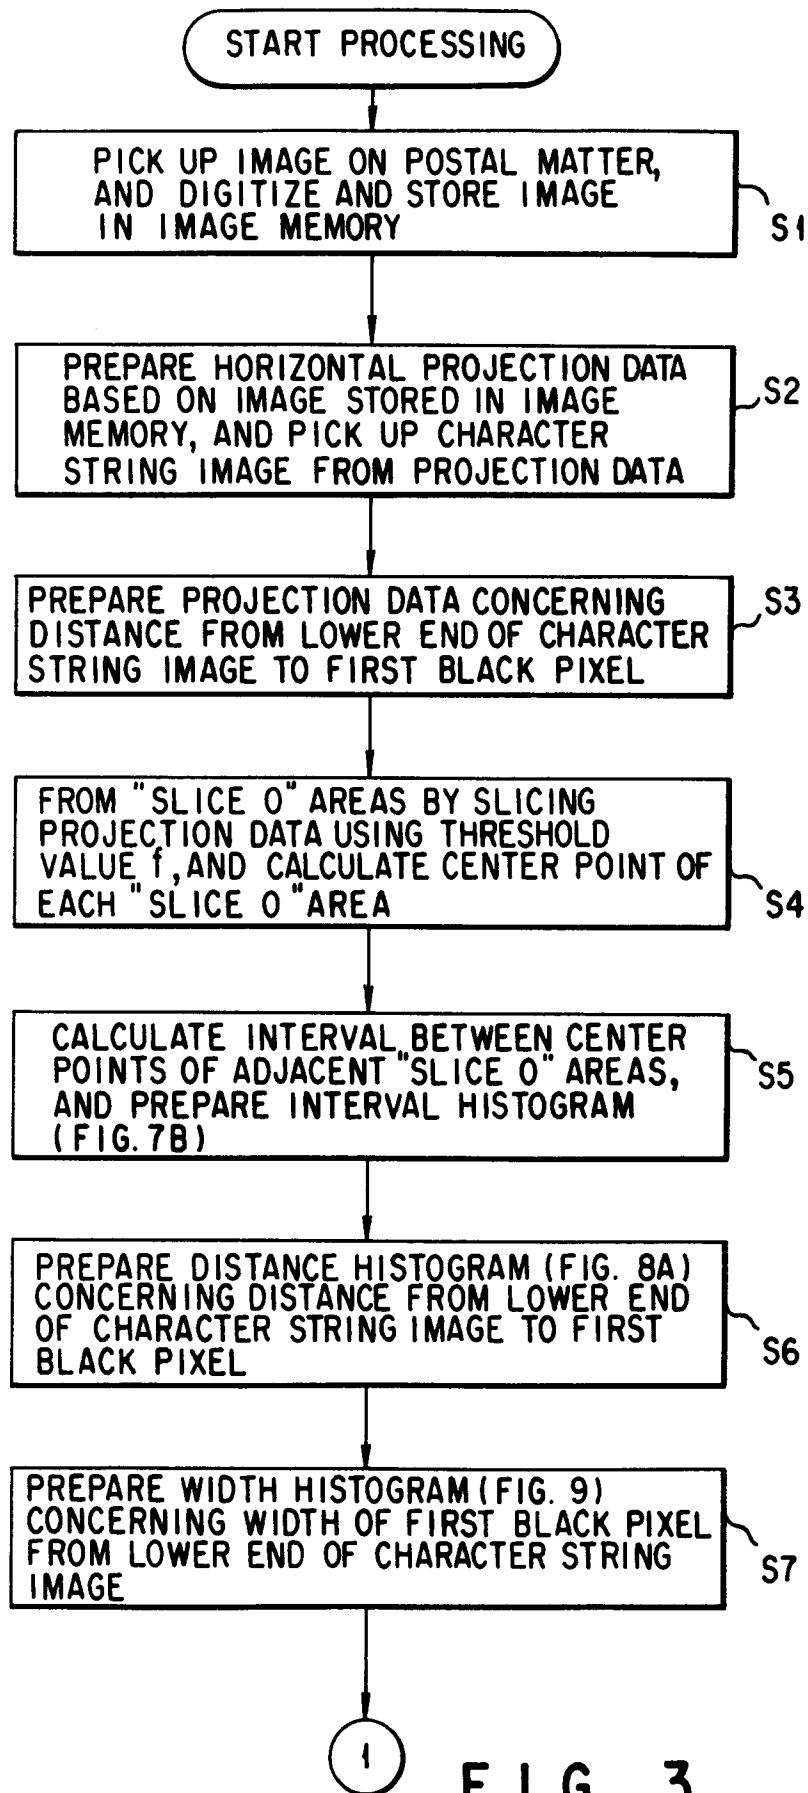 START PROCESSING
PICK UP IMAGE ON POSTAL MATTER,
AND DIGITIZE AND STORE IMAGE
IN IMAGE MEMORY
S1
PREPARE HORIZONTAL PROJECTION DATA
BASED ON IMAGE STORED IN IMAGE
MEMORY, AND PICK UP CHARACTER
STRING IMAGE FROM PROJECTION DATA
S2
PREPARE PROJECTION DATA CONCERNING
DISTANCE FROM LOWER END OF CHARACTER
STRING IMAGE TO FIRST BLACK PIXEL
S3
FROM "SLICE 0" AREAS BY SLICING
PROJECTION DATA USING THRESHOLD
VALUE f, AND CALCULATE CENTER POINT OF
EACH "SLICE 0" AREA
S4
CALCULATE INTERVAL BETWEEN CENTER
POINTS OF ADJACENT "SLICE 0" AREAS,
AND PREPARE INTERVAL HISTOGRAM
(FIG. 7B)
S5
PREPARE DISTANCE HISTOGRAM (FIG. 8A)
CONCERNING DISTANCE FROM LOWER END
OF CHARACTER STRING IMAGE TO FIRST
BLACK PIXEL
S6
PREPARE WIDTH HISTOGRAM (FIG. 9)
CONCERNING WIDTH OF FIRST BLACK PIXEL
FROM LOWER END OF CHARACTER STRING
IMAGE
S7
1
FIG. 3